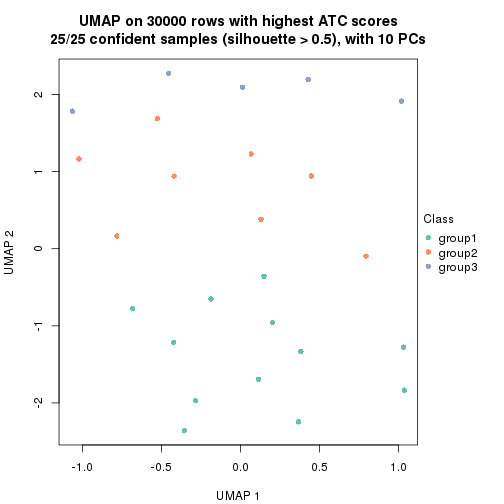 UMAP on 30000 rows with highest ATC scores
25/25 confident samples (silhouette > 0.5), with 10 PCs
UMAP 2
2
1
0
-1
-2
-1.0 -0.5 0.0 0.5 1.0
UMAP 1
Class
group1
group2
group3